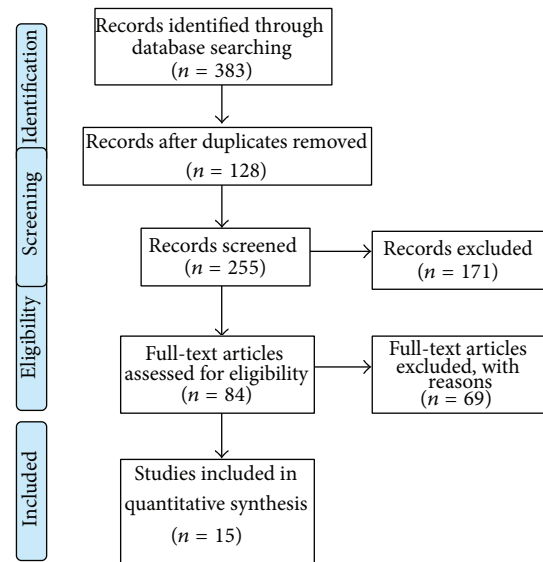 Identification
Screening
Eligibility
Included
Records identified through
database searching
(n = 383)
Records after duplicates removed
(n = 128)
Records screened
(n = 255)
Records excluded
(n = 171)
Full-text articles
assessed for eligibility
(n = 84)
Full-text articles
excluded, with
reasons
(n = 69)
Studies included in
quantitative synthesis
(n = 15)